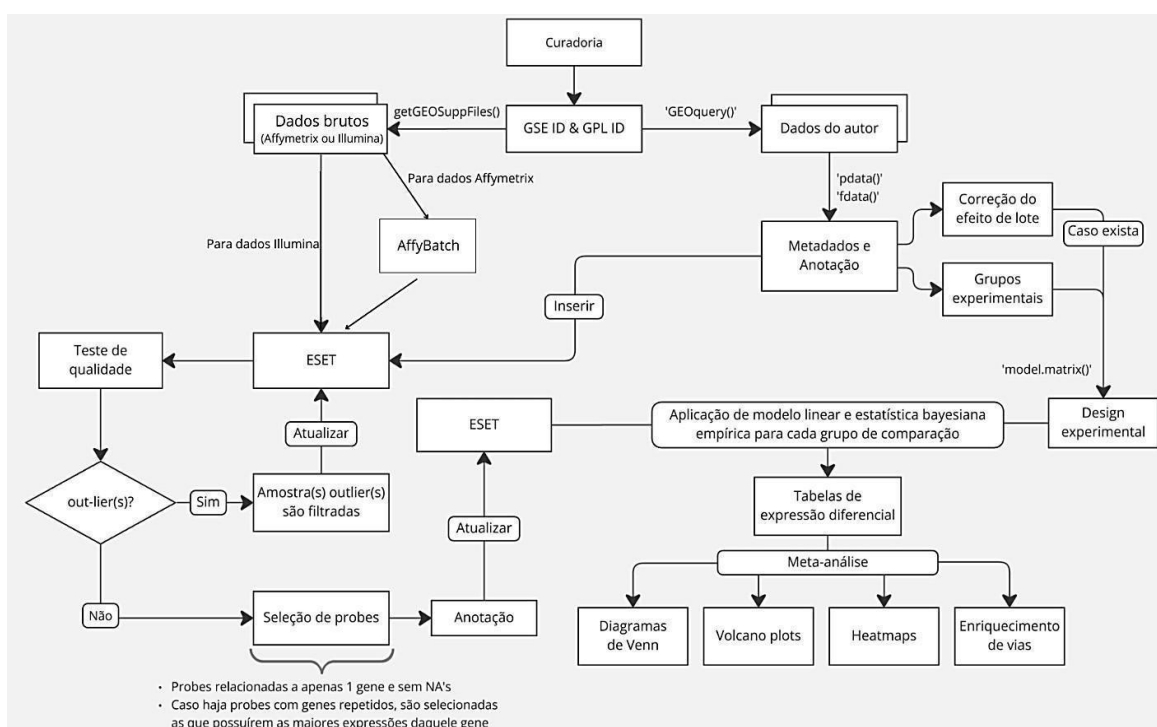 Curadoria
getGEOSuppFiles()
'GEOquery()'
Dados brutos
(Affymetrix ou Illumina)
GSE ID & GPL ID
Dados do autor
Para dados Affymetrix
'pdata()'
'fdata()'
Correção do
efeito de lote
Caso exista
Para dados Illumina
AffyBatch
Metadados e
Anotação
Grupos
experimentais
Inserir
Teste de
qualidade
ESET
'model.matrix()'
Atualizar
ESET
Aplicação de modelo linear e estatística bayesiana
empírica para cada grupo de comparação
Design
experimental
out-lier(s)?
Sim
Amostra(s) outlier(s)
são filtradas
Atualizar
Tabelas de
expressão diferencial
Meta-análise
Não
Seleção de probes
Anotação
Diagramas
de Venn
Volcano plots
Heatmaps
Enriquecimento
de vias
• Probes relacionadas a apenas 1 gene e sem NA's
• Caso haja probes com genes repetidos, são selecionadas
as que possuírem as maiores expressões daquele gene